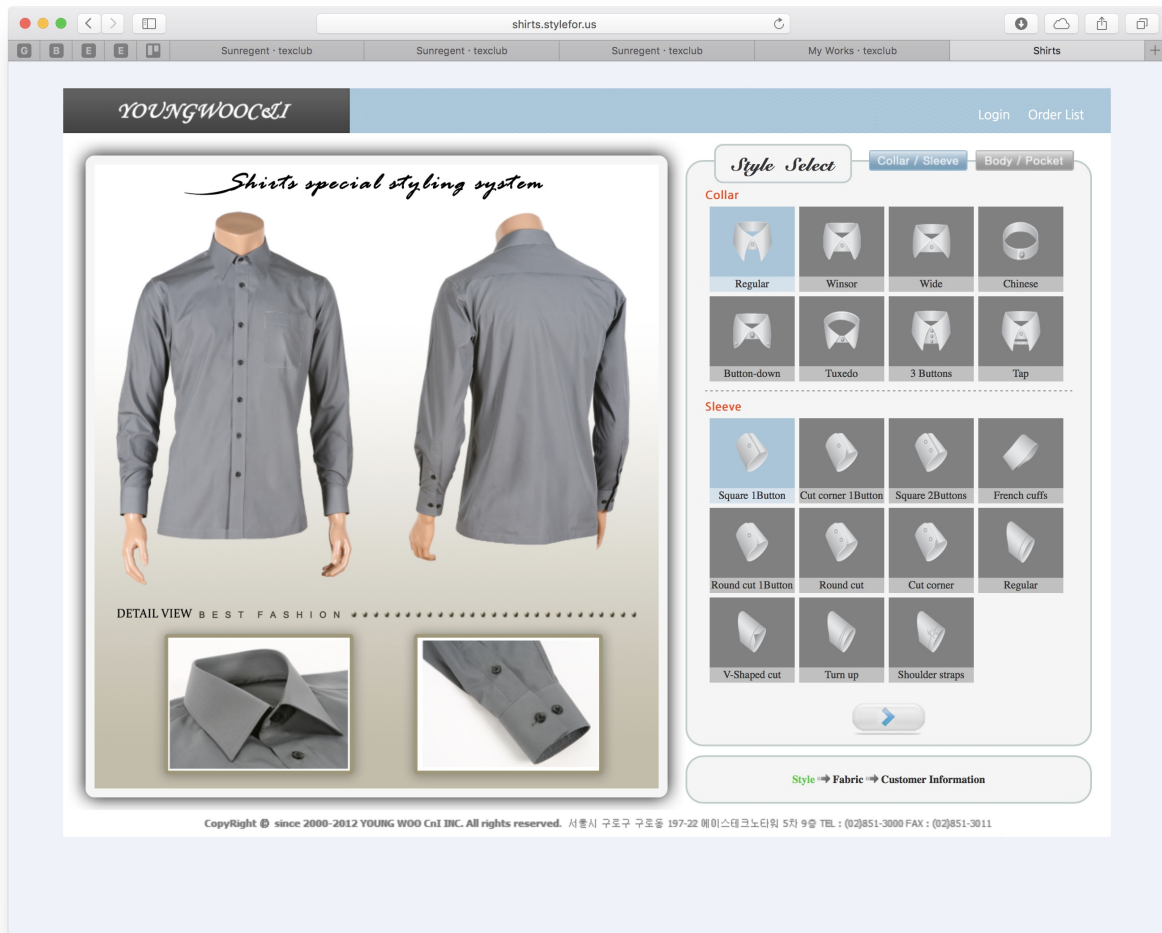 shirts.stylefor.us
G B E E
Sunregent · texclub
Sunregent · texclub
Sunregent · texclub
My Works · texclub
Shirts
YOUNGWOOC&I
Login Order List
Shirts special styling system
Style Select
Collar / Sleeve
Body / Pocket
Collar
Regular Winsor Wide Chinese
Button-down Tuxedo 3 Buttons Tap
Sleeve
Square 1Button Cut corner 1Button Square 2Buttons French cuffs
Round cut 1Button Round cut Cut corner Regular
V-Shaped cut Turn up Shoulder straps
DETAIL VIEW BEST FASHION
Style Fabric Customer Information
CopyRight © since 2000-2012 YOUNG WOO CnI INC. All rights reserved. 서울시 구로구 구로동 197-22 에이스테크노타워 5차 9층 TEL : (02)851-3000 FAX : (02)851-3011